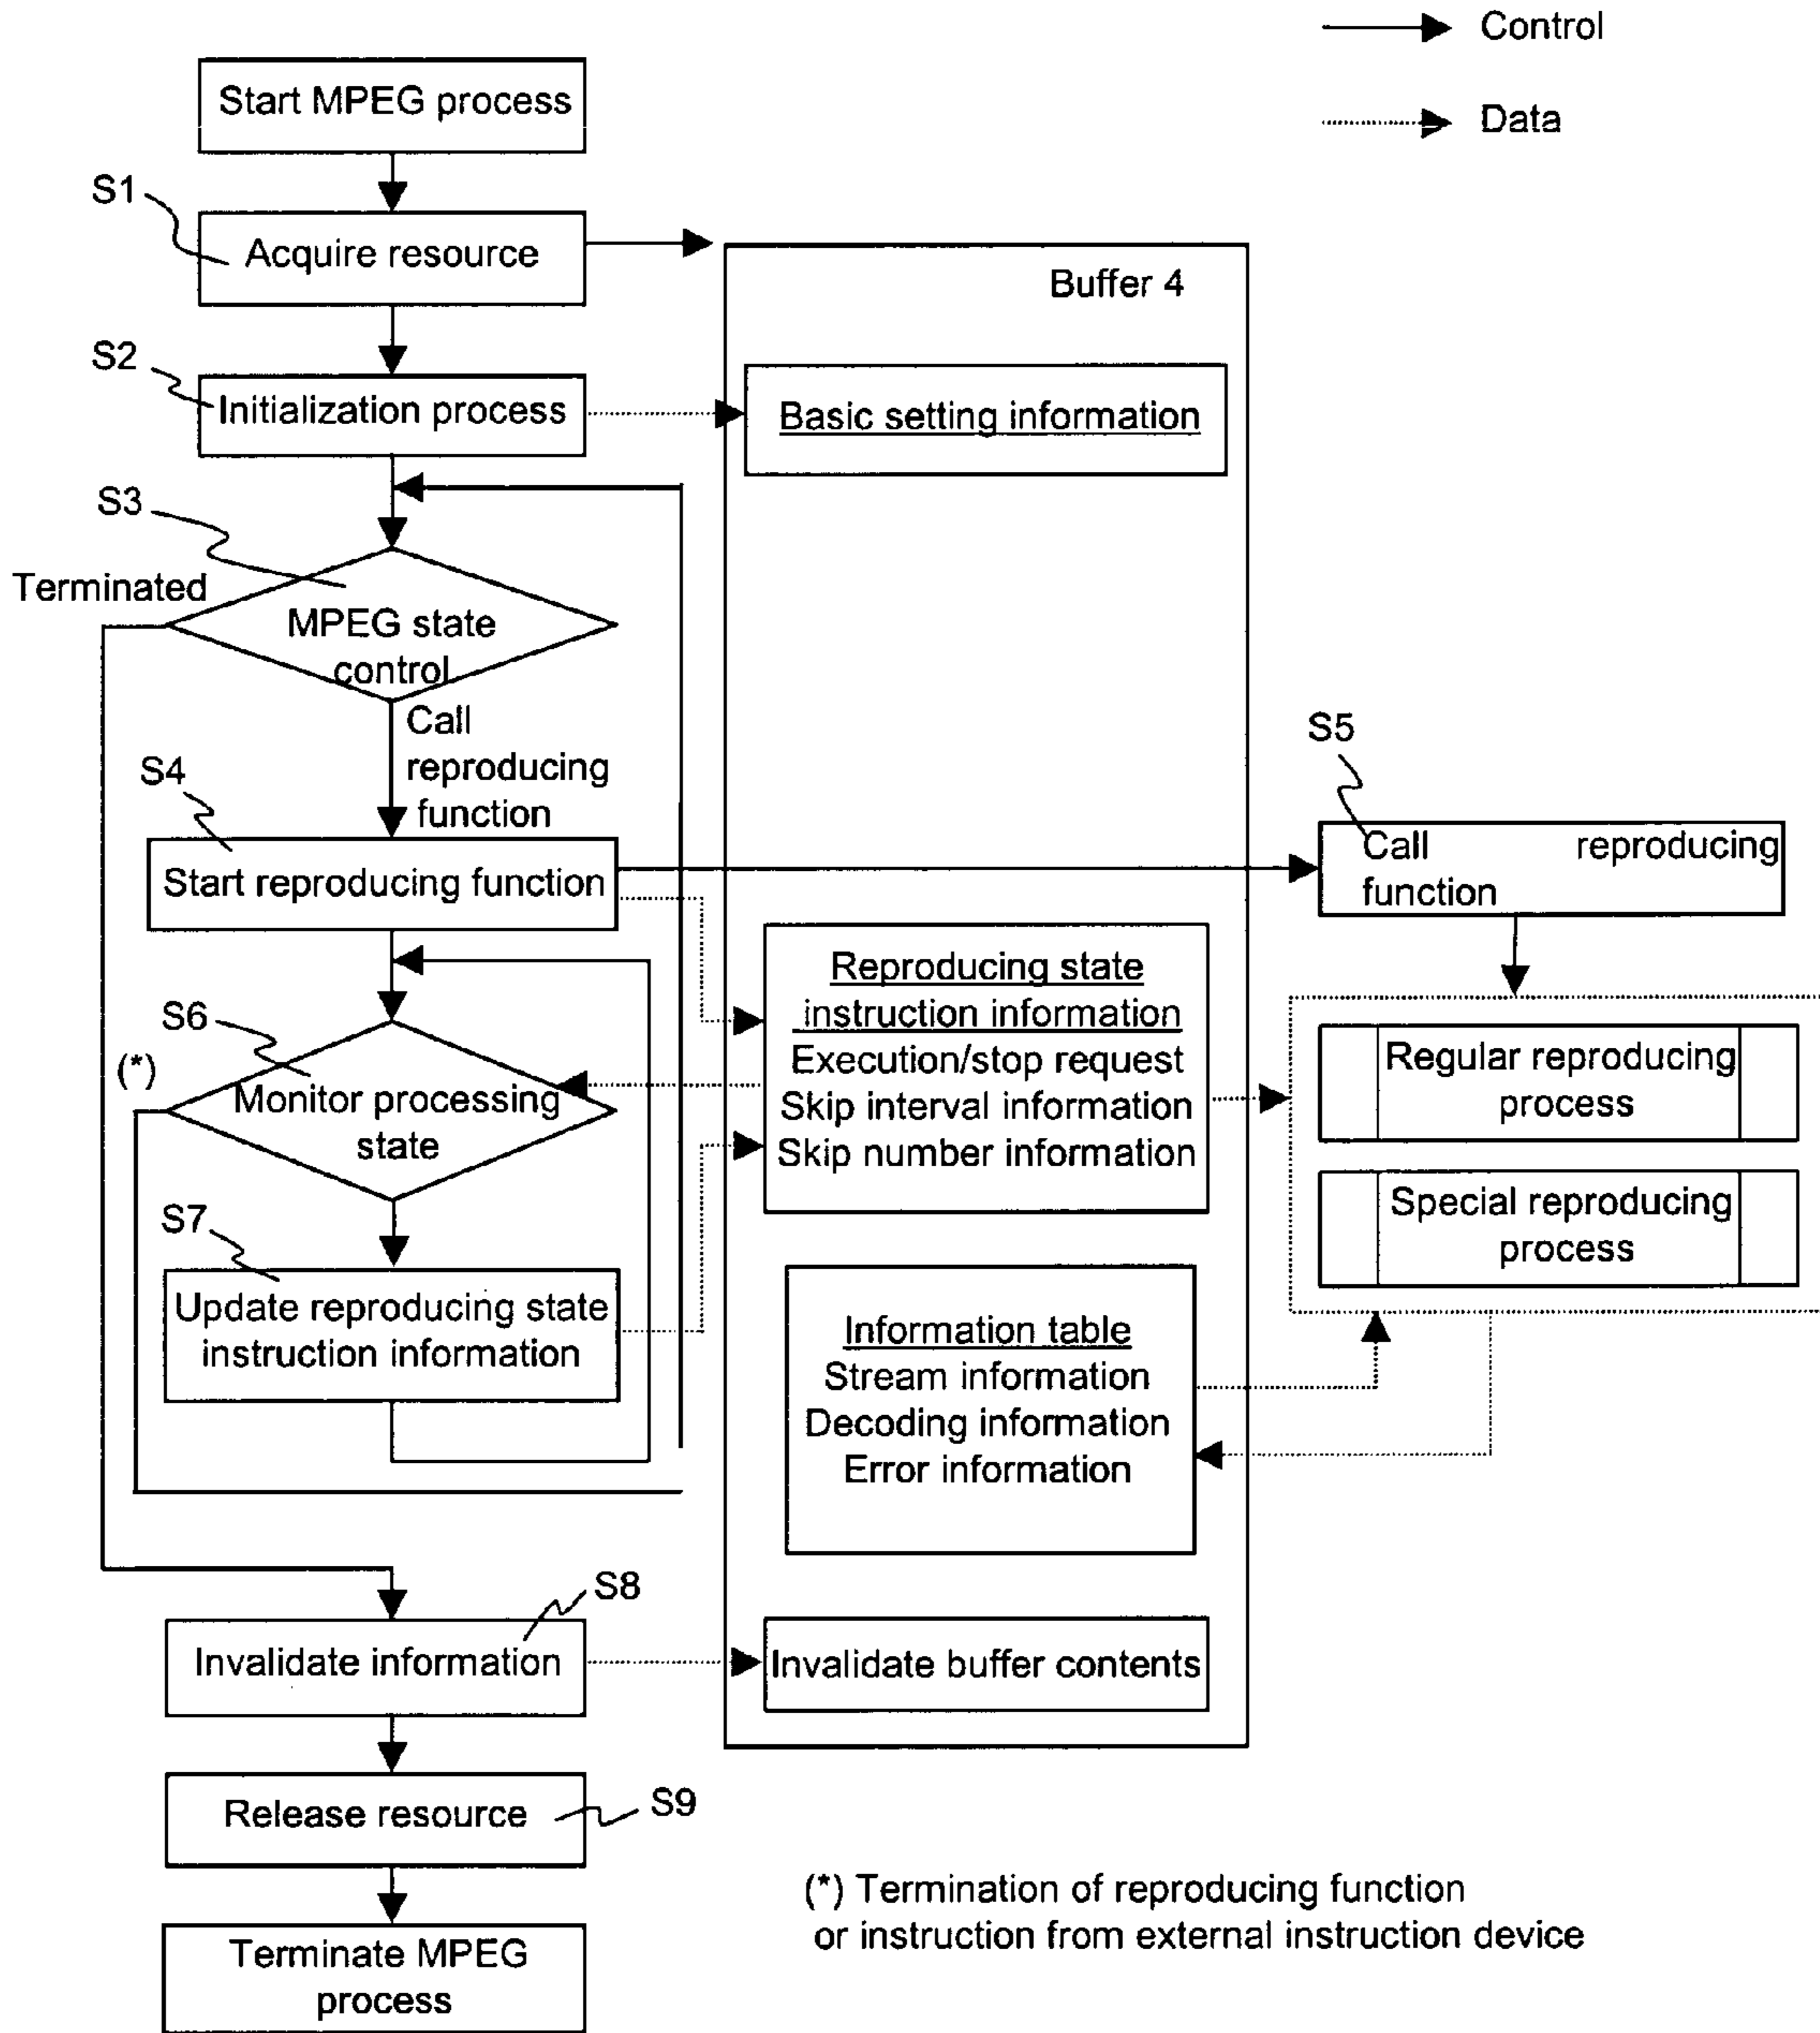 Control
Data
Start MPEG process
S1
Acquire resource
Buffer 4
S2
Initialization process
Basic setting information
S3
Terminated
MPEG state
control
Call
reproducing
function
S4
Start reproducing function
S5
Call reproducing
function
Reproducing state
instruction information
Execution/stop request
Skip interval information
Skip number information
Regular reproducing
process
Special reproducing
process
S6
(*)
Monitor processing
state
S7
Update reproducing state
instruction information
Information table
Stream information
Decoding information
Error information
S8
Invalidate information
Invalidate buffer contents
Release resource
S9
Terminate MPEG
process
(*) Termination of reproducing function
or instruction from external instruction device